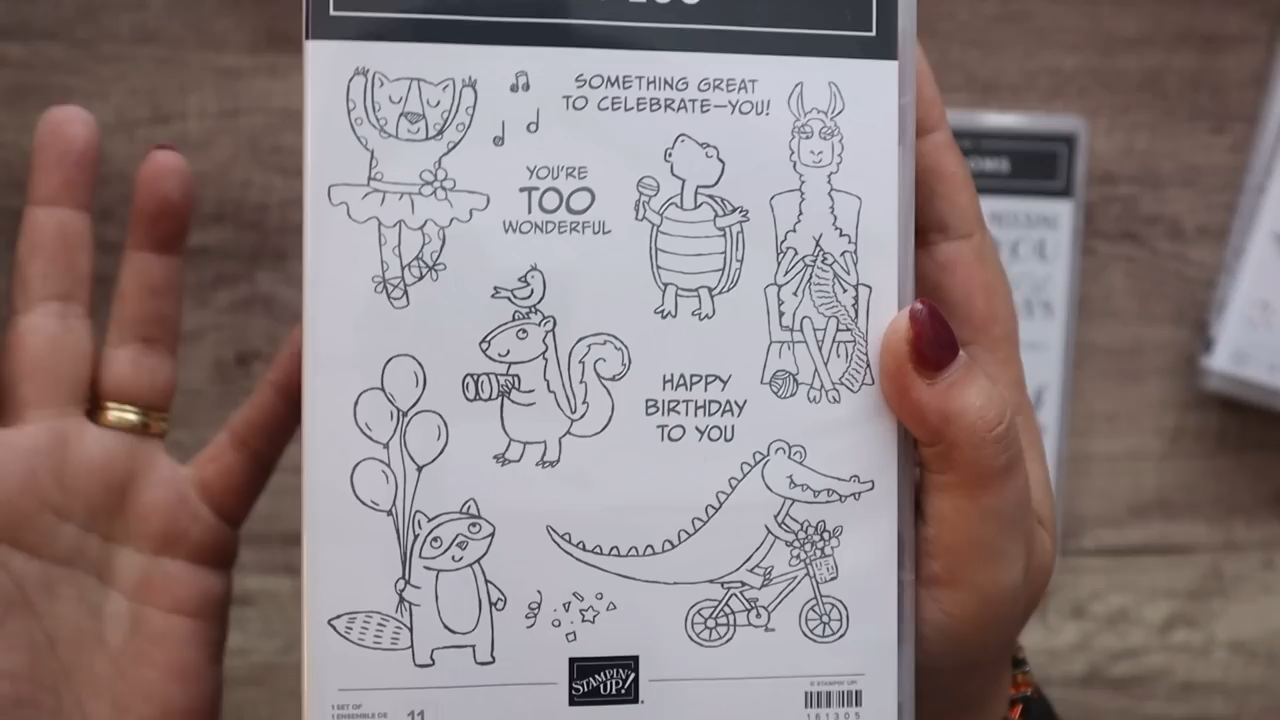 SOMETHING GREAT
TO CELEBRATE—YOU!
YOU'RE
TOO
WONDERFUL
HAPPY
BIRTHDAY
TO YOU
STAMPIN'
UP!
© STAMPIN' UP!
1 SET OF
1 ENSEMBLE DE
11
161305